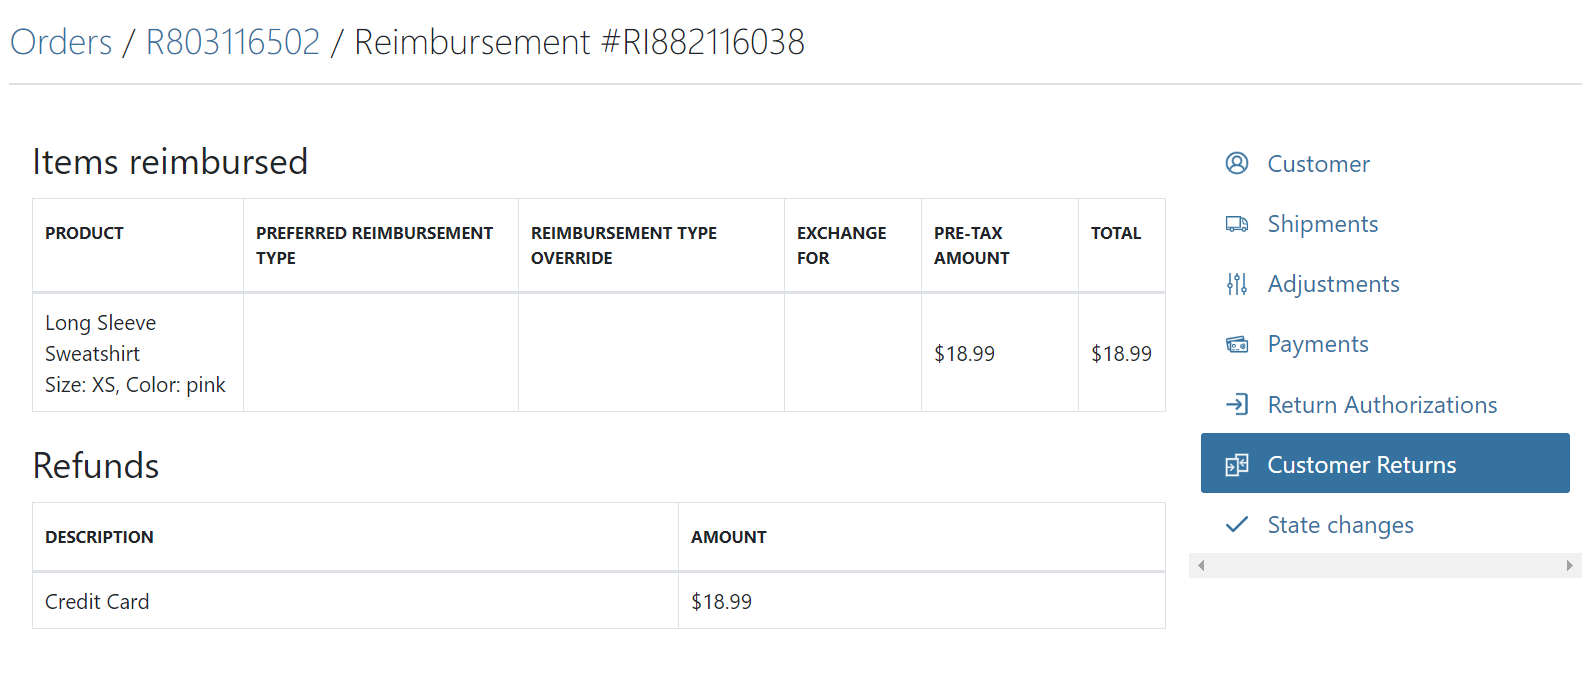 Orders / R803116502 / Reimbursement #RI882116038
Items reimbursed
PRODUCT
PREFERRED REIMBURSEMENT
TYPE
REIMBURSEMENT TYPE
OVERRIDE
EXCHANGE
FOR
PRE-TAX
AMOUNT
TOTAL
Long Sleeve
Sweatshirt
Size: XS, Color: pink
$18.99
$18.99
Refunds
DESCRIPTION
AMOUNT
Credit Card
$18.99
Customer
Shipments
Adjustments
Payments
Return Authorizations
Customer Returns
State changes